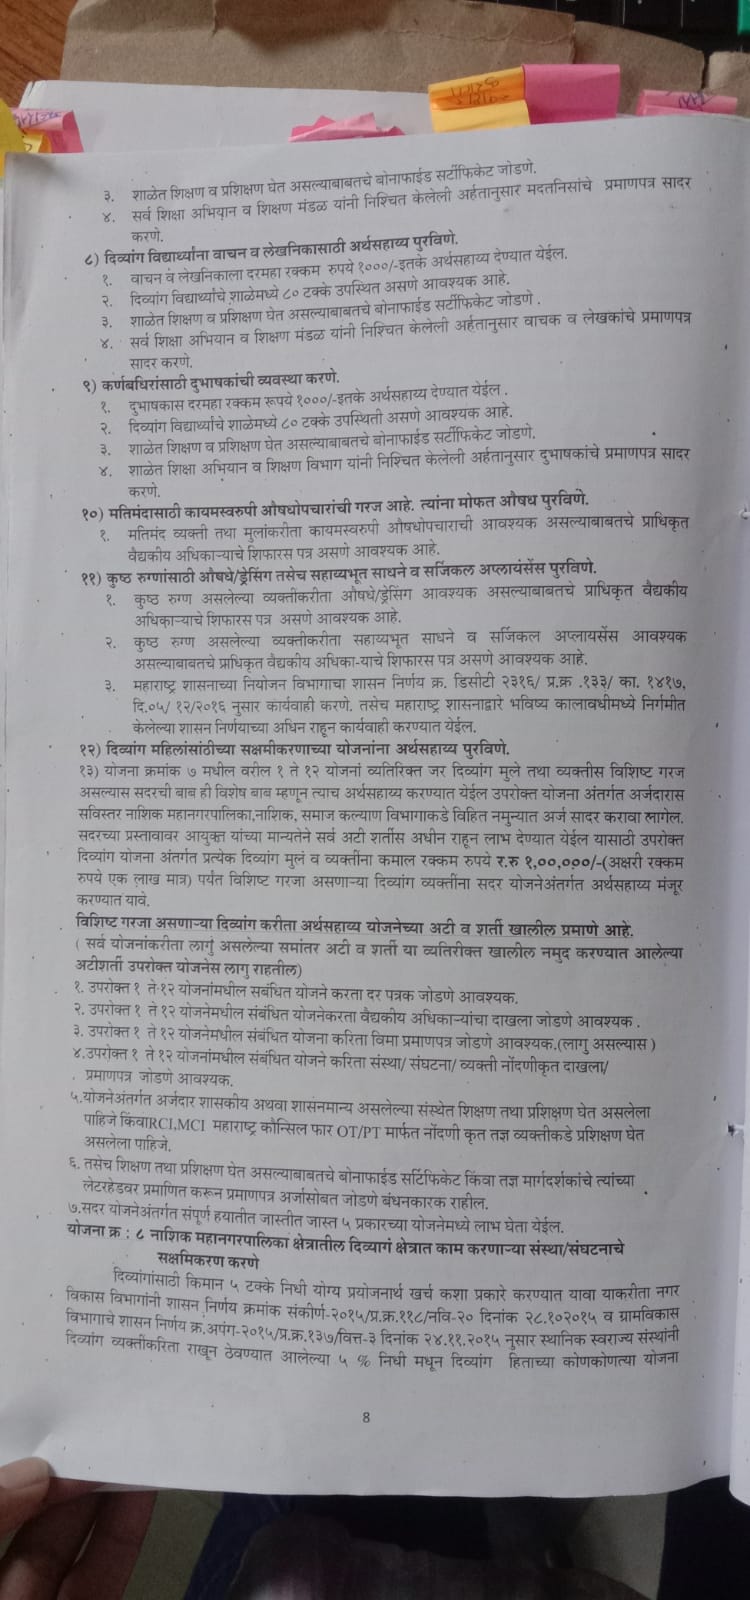 ३. शाळेत शिक्षण व प्रशिक्षण घेत असल्याबाबतचे बोनाफाईड सर्टीफिकेट जोडणे.
४. सर्व शिक्षा अभियान व शिक्षण मंडळ यांनी निश्चित केलेली अर्हतानुसार मदतनिसांचे प्रमाणपत्र सादर
करणे.
८) दिव्यांग विद्यार्थ्यांना वाचन व लेखनिकासाठी अर्थसहाय्य पुरविणे.
१. वाचन व लेखनिकाला दरमहा रक्कम रुपये १०००/-इतके अर्थसहाय्य देण्यात येईल.
२. दिव्यांग विद्यार्थ्यांचे शाळेमध्ये ८० टक्के उपस्थित असणे आवश्यक आहे.
३. शाळेत शिक्षण व प्रशिक्षण घेत असल्याबाबतचे बोनाफाईड सर्टीफिकेट जोडणे .
४. सर्व शिक्षा अभियान व शिक्षण मंडळ यांनी निश्चित केलेली अर्हतानुसार वाचक व लेखकांचे प्रमाणपत्र
सादर करणे.
९) कर्णबधिरांसाठी दुभाषकांची व्यवस्था करणे.
१. दुभाषकास दरमहा रक्कम रूपये १०००/-इतके अर्थसहाय्य देण्यात येईल .
२. दिव्यांग विद्यार्थ्यांचे शाळेमध्ये ८० टक्के उपस्थिती असणे आवश्यक आहे.
३. शाळेत शिक्षण व प्रशिक्षण घेत असल्याबाबतचे बोनाफाईड सर्टीफिकेट जोडणे.
४. शाळेत शिक्षा अभियान व शिक्षण विभाग यांनी निश्चित केलेली अर्हतानुसार दुभाषकांचे प्रमाणपत्र सादर
करणे.
१०) मतिमंदासाठी कायमस्वरुपी औषधोपचारांची गरज आहे. त्यांना मोफत औषध पुरविणे.
१. मतिमंद व्यक्ती तथा मुलांकरीता कायमस्वरुपी औषधोपचाराची आवश्यक असल्याबाबतचे प्राधिकृत
वैद्यकीय अधिकाऱ्याचे शिफारस पत्र असणे आवश्यक आहे.
११) कुष्ठ रुग्णांसाठी औषधे/ड्रेसिंग तसेच सहाय्यभूत साधने व सर्जिकल अप्लायंसेंस पुरविणे.
१. कुष्ठ रुग्ण असलेल्या व्यक्तीकरीता औषधे/ड्रेसिंग आवश्यक असल्याबाबतचे प्राधिकृत वैद्यकीय
अधिकाऱ्याचे शिफारस पत्र असणे आवश्यक आहे.
२. कुष्ठ रुग्ण असलेल्या व्यक्तीकरीता सहाय्यभूत साधने व सर्जिकल अप्लायसेंस आवश्यक
असल्याबाबतचे प्राधिकृत वैद्यकीय अधिका-याचे शिफारस पत्र असणे आवश्यक आहे.
३. महाराष्ट्र शासनाच्या नियोजन विभागाचा शासन निर्णय क्र. डिसीटी २३१६/ प्र.क्र .१३३/ का. १४१७,
दि.०५/ १२/२०१६ नुसार कार्यवाही करणे. तसेच महाराष्ट्र शासनाद्वारे भविष्य कालावधीमध्ये निर्गमीत
केलेल्या शासन निर्णयाच्या अधिन राहून कार्यवाही करण्यात येईल.
१२) दिव्यांग महिलांसांठीच्या सक्षमीकरणाच्या योजनांना अर्थसहाय्य पुरविणे.
१३) योजना क्रमांक ७ मधील वरील १ ते १२ योजनां व्यतिरिक्त जर दिव्यांग मुले तथा व्यक्तीस विशिष्ट गरज
असल्यास सदरची बाब ही विशेष बाब म्हणून त्याच अर्थसहाय्य करण्यात येईल उपरोक्त योजना अंतर्गत अर्जदारास
सविस्तर नाशिक महानगरपालिका,नाशिक, समाज कल्याण विभागाकडे विहित नमुन्यात अर्ज सादर करावा लागेल.
सदरच्या प्रस्तावावर आयुक्त यांच्या मान्यतेने सर्व अटी शर्तीस अधीन राहून लाभ देण्यात येईल यासाठी उपरोक्त
दिव्यांग योजना अंतर्गत प्रत्येक दिव्यांग मुलं व व्यक्तींना कमाल रक्कम रुपये र.रु १,००,०००/-(अक्षरी रक्कम
रुपये एक लाख मात्र) पर्यंत विशिष्ट गरजा असणाऱ्या दिव्यांग व्यक्तींना सदर योजनेअंतर्गत अर्थसहाय्य मंजूर
करण्यात यावे.
विशिष्ट गरजा असणाऱ्या दिव्यांग करीता अर्थसहाय्य योजनेच्या अटी व शर्ती खालील प्रमाणे आहे.
( सर्व योजनांकरीता लागुं असलेल्या समांतर अटी व शर्ती या व्यतिरीक्त खालील नमुद करण्यात आलेल्या
अटीशर्ती उपरोक्त योजनेस लागु राहतील)
१. उपरोक्त १ ते १२ योजनांमधील सबंधित योजने करता दर पत्रक जोडणे आवश्यक.
२. उपरोक्त १ ते १२ योजनेमधील संबंधित योजनेकरता वैद्यकीय अधिकाऱ्यांचा दाखला जोडणे आवश्यक .
३. उपरोक्त १ ते १२ योजनेमधील संबंधित योजना करिता विमा प्रमाणपत्र जोडणे आवश्यक.(लागु असल्यास )
४.उपरोक्त १ ते १२ योजनांमधील संबंधित योजने करिता संस्था/ संघटना/ व्यक्ती नोंदणीकृत दाखला/
प्रमाणपत्र जोडणे आवश्यक.
५.योजनेअंतर्गत अर्जदार शासकीय अथवा शासनमान्य असलेल्या संस्थेत शिक्षण तथा प्रशिक्षण घेत असलेला
पाहिजे किंवाRCI,MCI महाराष्ट्र कौन्सिल फार OT/PT मार्फत नोंदणी कृत तज्ञ व्यक्तीकडे प्रशिक्षण घेत
असलेला पाहिजे.
६. तसेच शिक्षण तथा प्रशिक्षण घेत असल्याबाबतचे बोनाफाईड सर्टिफिकेट किंवा तज्ञ मार्गदर्शकांचे त्यांच्या
लेटरहेडवर प्रमाणित करून प्रमाणपत्र अर्जासोबत जोडणे बंधनकारक राहील.
७.सदर योजनेअंतर्गत संपूर्ण हयातीत जास्तीत जास्त ५ प्रकारच्या योजनेमध्ये लाभ घेता येईल.
योजना क्र : ८ नाशिक महानगरपालिका क्षेत्रातील दिव्यागं क्षेत्रात काम करणाऱ्या संस्था/संघटनाचे
सक्षमिकरण करणे
दिव्यांगांसाठी किमान ५ टक्के निधी योग्य प्रयोजनार्थ खर्च कशा प्रकारे करण्यात यावा याकरीता नगर
विकास विभागांनी शासन निर्णय क्रमांक संकीर्ण-२०१५/प्र.क्र.११८/नवि-२० दिनांक २८.१०२०१५ व ग्रामविकास
विभागाचे शासन निर्णय क्र.अपंग-२०१५/प्र.क्र.१३७/वित्त-३ दिनांक २४.११.२०१५ नुसार स्थानिक स्वराज्य संस्थांनी
दिव्यांग व्यक्तींकरिता राखून ठेवण्यात आलेल्या ५ % निधी मधून दिव्यांग हिताच्या कोणकोणत्या योजना
8